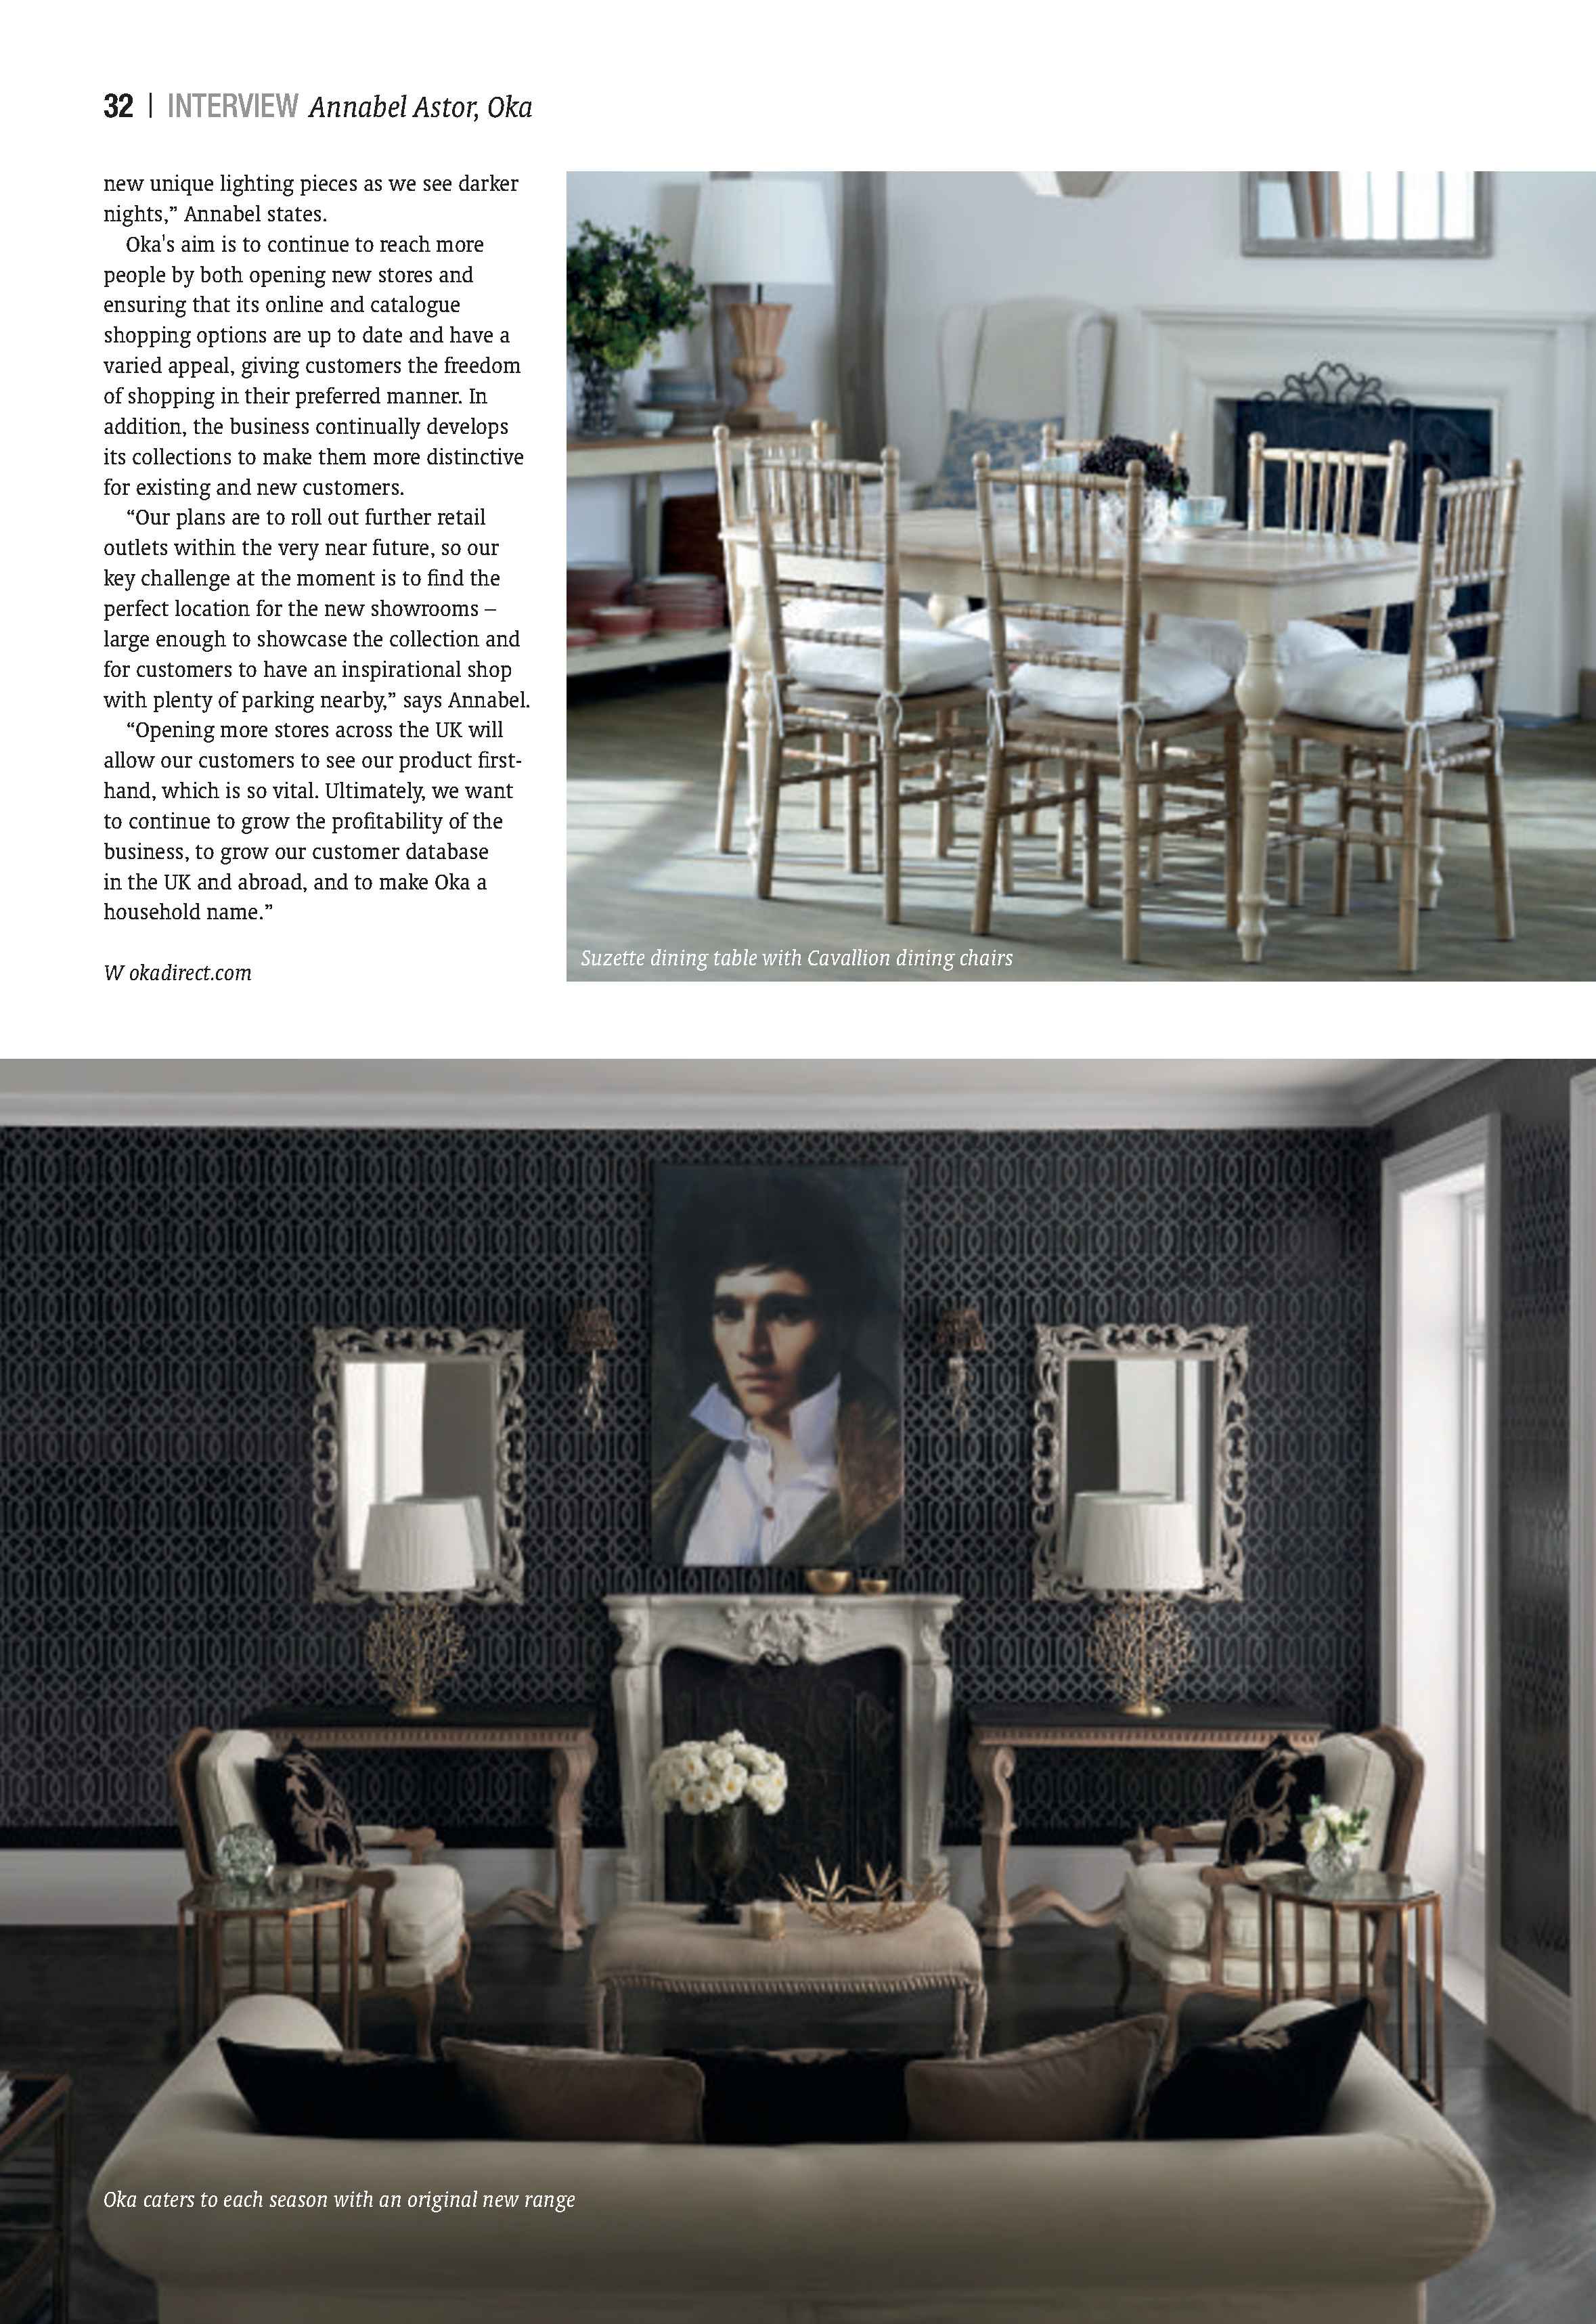 32 | INTERVIEW Annabel Astor, Oka
new unique lighting pieces as we see darker
nights,” Annabel states.
Oka's aim is to continue to reach more
people by both opening new stores and
ensuring that its online and catalogue
shopping options are up to date and have a
varied appeal, giving customers the freedom
of shopping in their preferred manner. In
addition, the business continually develops
its collections to make them more distinctive
for existing and new customers.
“Our plans are to roll out further retail
outlets within the very near future, so our
key challenge at the moment is to find the
perfect location for the new showrooms –
large enough to showcase the collection and
for customers to have an inspirational shop
with plenty of parking nearby,” says Annabel.
“Opening more stores across the UK will
allow our customers to see our product first-
hand, which is so vital. Ultimately, we want
to continue to grow the profitability of the
business, to grow our customer database
in the UK and abroad, and to make Oka a
household name.”
W okadirect.com
Suzette dining table with Cavallion dining chairs
Oka caters to each season with an original new range